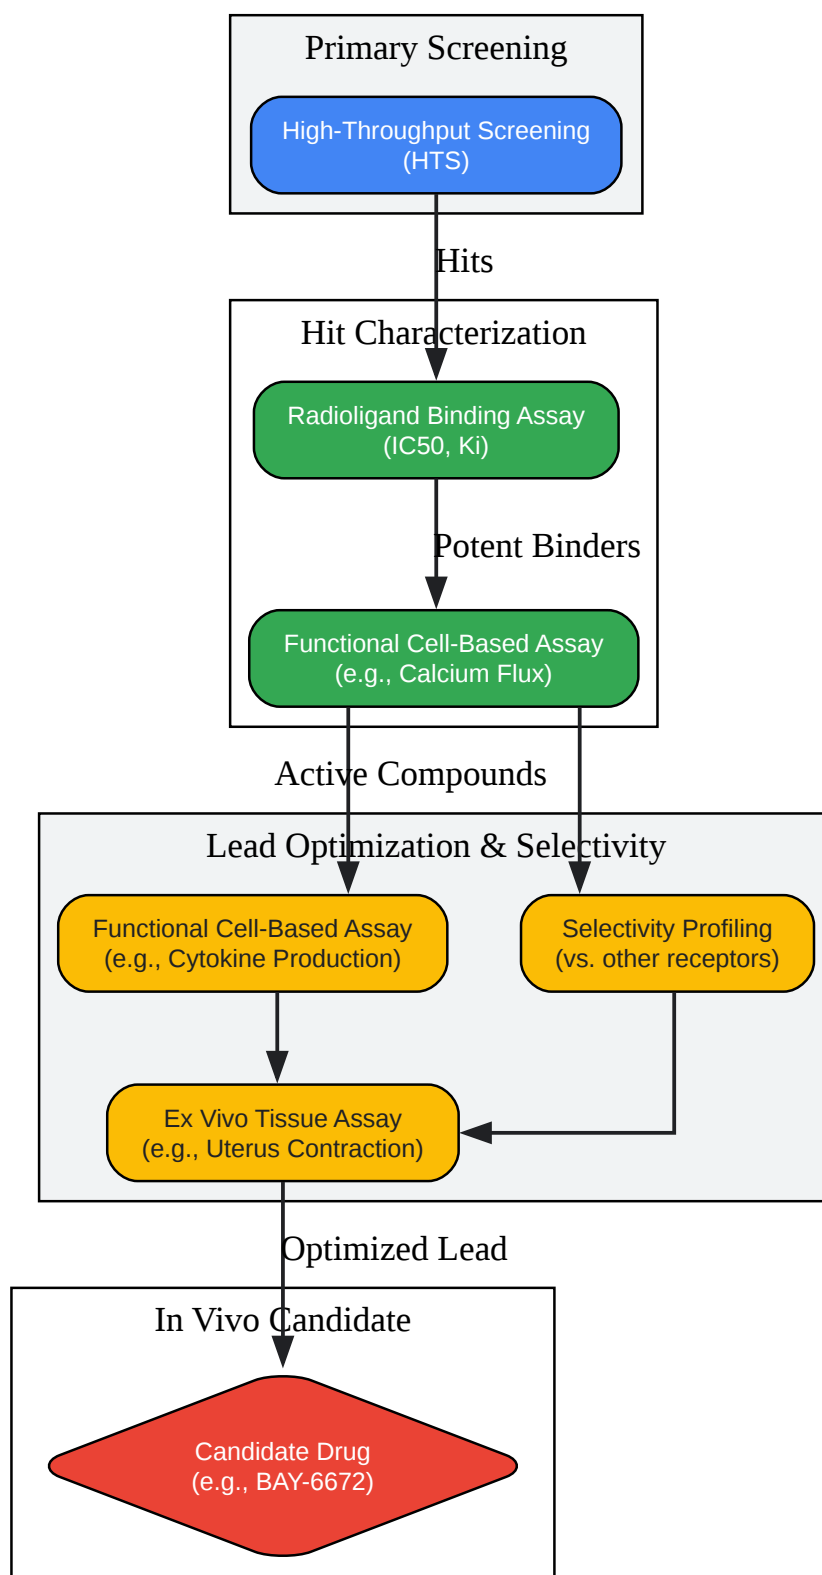 Primary Screening
High-Throughput Screening
(HTS)
Hits
Hit Characterization
Radioligand Binding Assay
(IC50, Ki)
Potent Binders
Functional Cell-Based Assay
(e.g., Calcium Flux)
Active Compounds
Lead Optimization & Selectivity
Functional Cell-Based Assay
(e.g., Cytokine Production)
Selectivity Profiling
(vs. other receptors)
Ex Vivo Tissue Assay
(e.g., Uterus Contraction)
Optimized Lead
In Vivo Candidate
Candidate Drug
(e.g., BAY-6672)